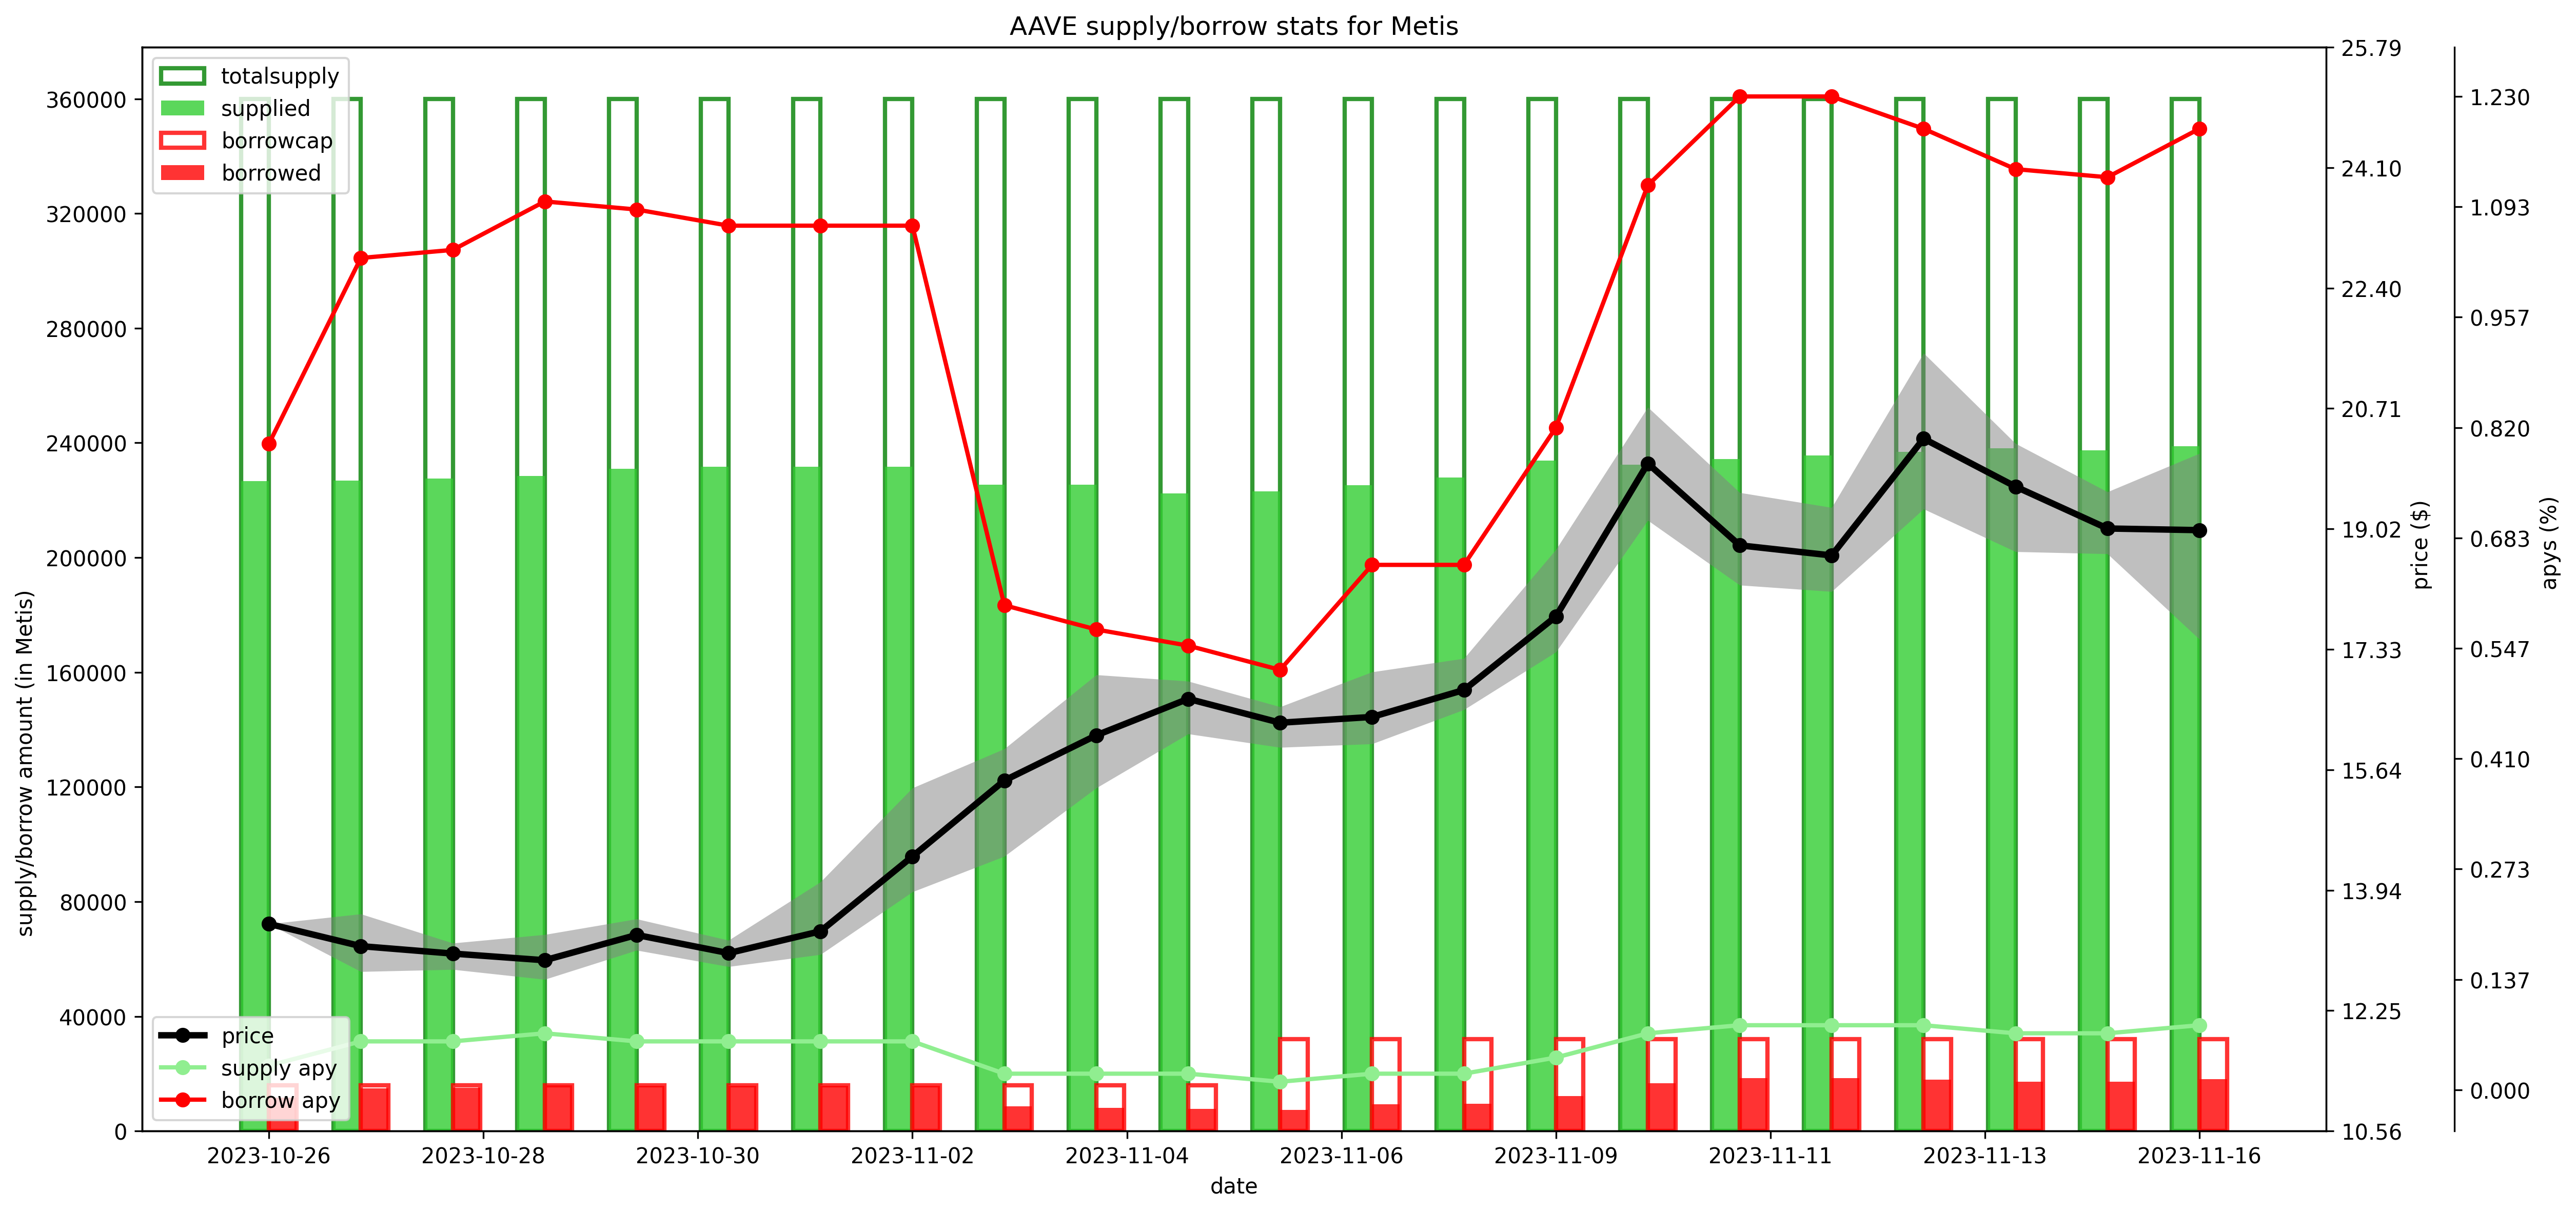 AAVE supply/borrow stats for Metis
totalsupply
supplied
borrowcap
borrowed
price
supply apy
borrow apy
supply/borrow amount (in Metis)
360000
320000
280000
240000
200000
160000
120000
80000
40000
0
25.79
24.10
22.40
20.71
19.02
17.33
15.64
13.94
12.25
10.56
price ($)
1.230
1.093
0.957
0.820
0.683
0.547
0.410
0.273
0.137
0.000
apys (%)
2023-10-26 2023-10-28 2023-10-30 2023-11-02 2023-11-04 2023-11-06 2023-11-09 2023-11-11 2023-11-13 2023-11-16
date